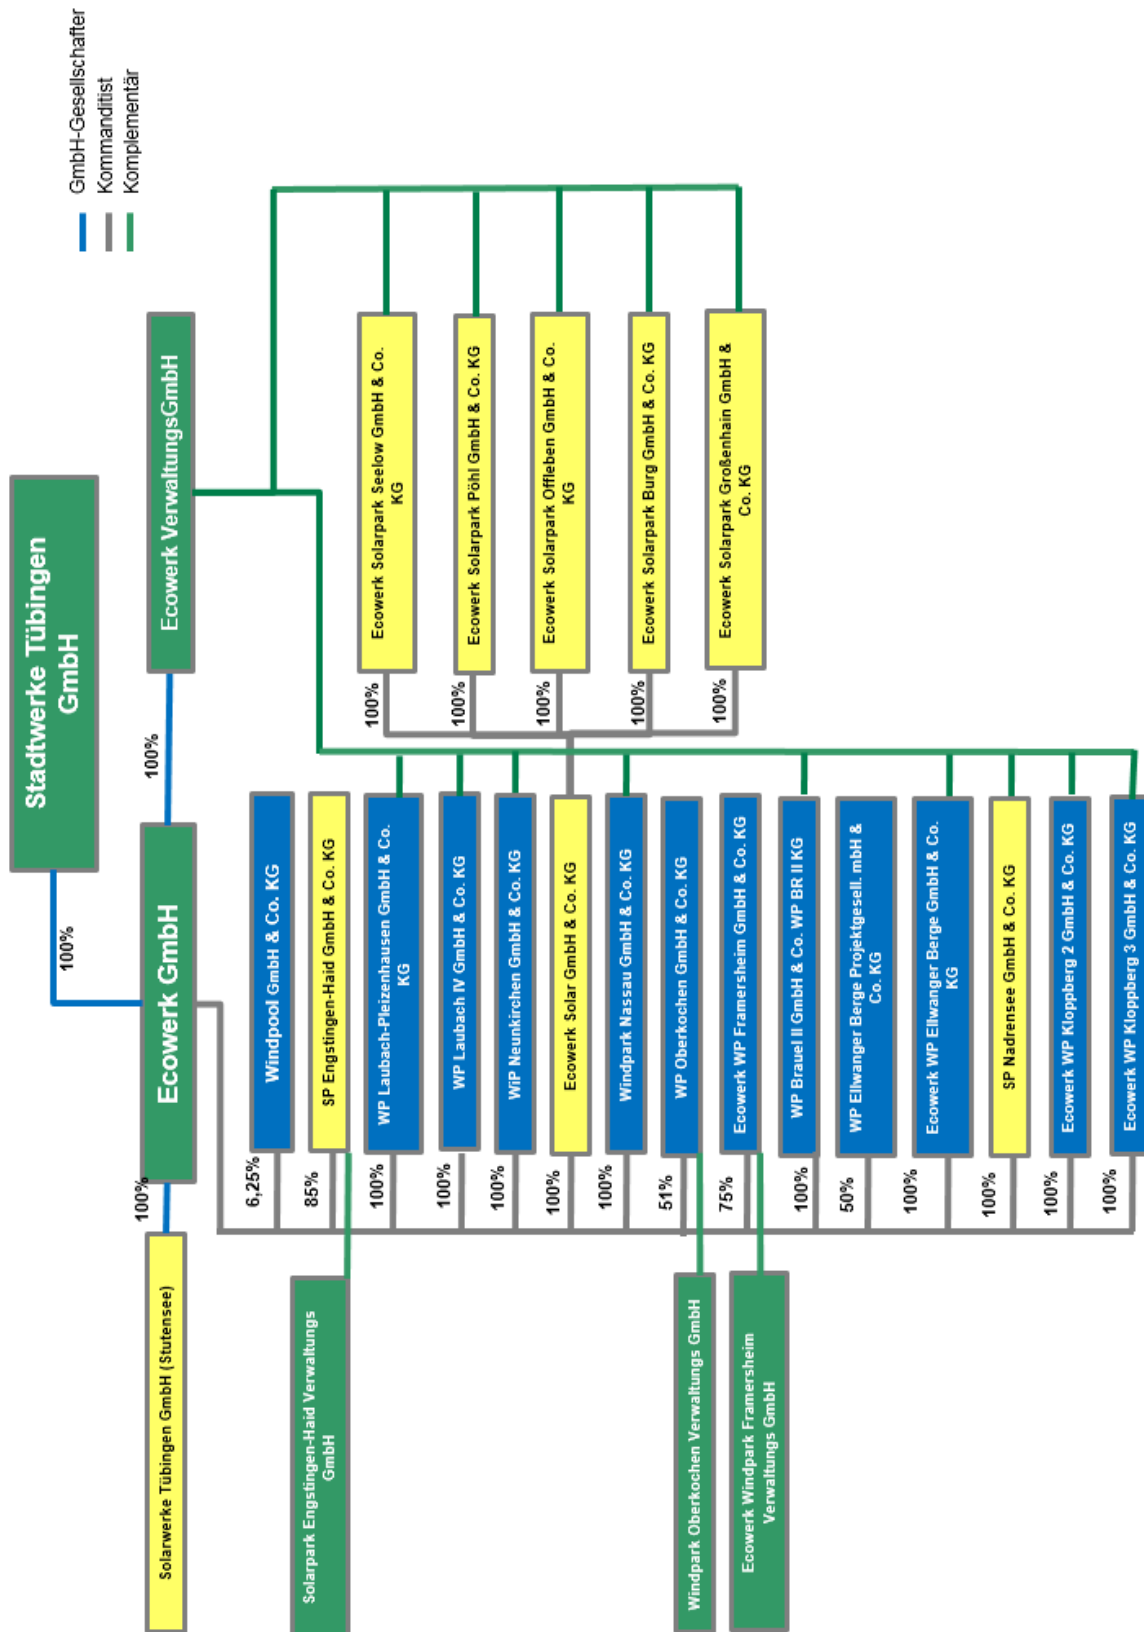 Stadtwerke Tübingen
GmbH
GmbH-Gesellschafter
Kommanditist
Komplementär
100%
100%
100%
Solarwerke Tübingen GmbH (Stutensee)
Ecowerk GmbH
Ecowerk VerwaltungsGmbH
6,25%
Windpool GmbH & Co. KG
Solarpark Engstingen-Haid Verwaltungs
GmbH
85%
SP Engstingen-Haid GmbH & Co. KG
100%
WP Laubach-Pleizenhausen GmbH & Co.
KG
100%
WP Laubach IV GmbH & Co. KG
100%
WiP Neunkirchen GmbH & Co. KG
100%
Ecowerk Solar GmbH & Co. KG
100%
Windpark Nassau GmbH & Co. KG
Windpark Oberkochen Verwaltungs GmbH
51%
WP Oberkochen GmbH & Co. KG
Ecowerk Windpark Framersheim
Verwaltungs GmbH
75%
Ecowerk WP Framersheim GmbH & Co. KG
100%
WP Brauel II GmbH & Co. WP BR II KG
50%
WP Ellwanger Berge Projektgesell. mbH &
Co. KG
100%
Ecowerk WP Ellwanger Berge GmbH & Co.
KG
100%
SP Nadrensee GmbH & Co. KG
100%
Ecowerk WP Kloppberg 2 GmbH & Co. KG
100%
Ecowerk WP Kloppberg 3 GmbH & Co. KG
100%
Ecowerk Solarpark Seelow GmbH & Co.
KG
100%
Ecowerk Solarpark Pöhl GmbH & Co. KG
100%
Ecowerk Solarpark Offleben GmbH & Co.
KG
100%
Ecowerk Solarpark Burg GmbH & Co. KG
100%
Ecowerk Solarpark Großenhain GmbH &
Co. KG